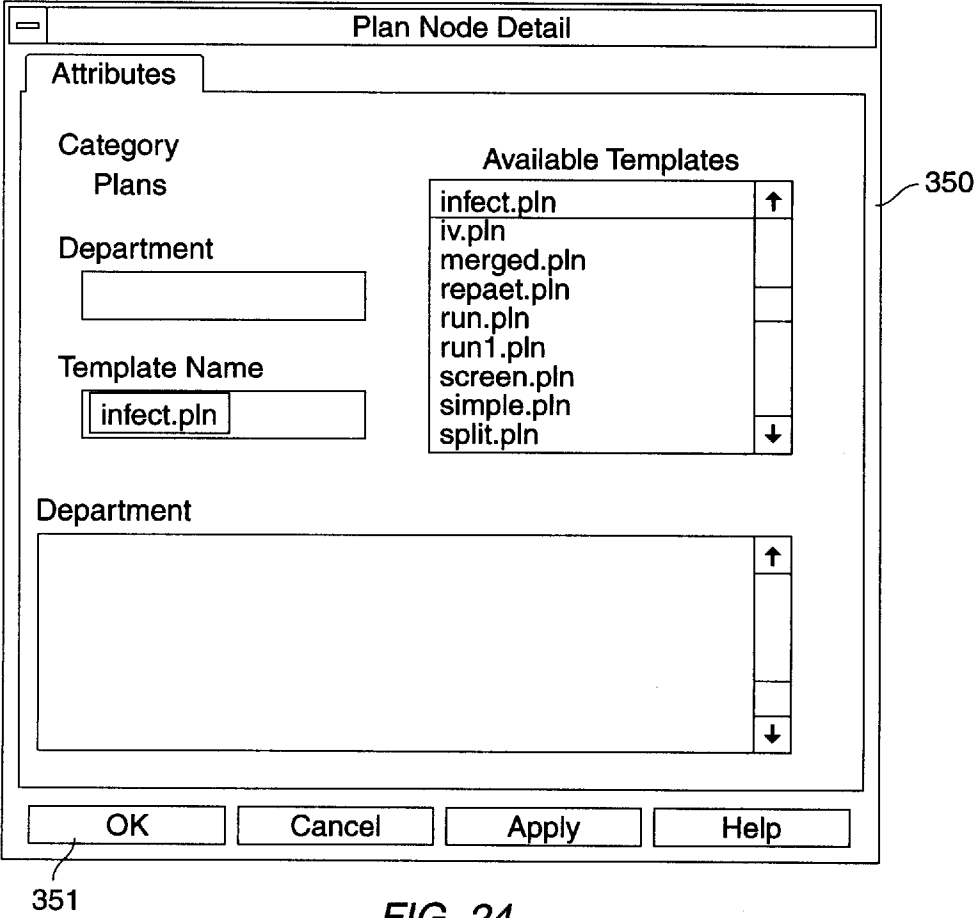 Plan Node Detail
Attributes
Category
Plans
Department
Template Name
infect.pln
Available Templates
infect.pln
iv.pln
merged.pln
repaet.pln
run.pln
run1.pln
screen.pln
simple.pln
split.pln
350
Department
OK
Cancel
Apply
Help
351
FIG. 24